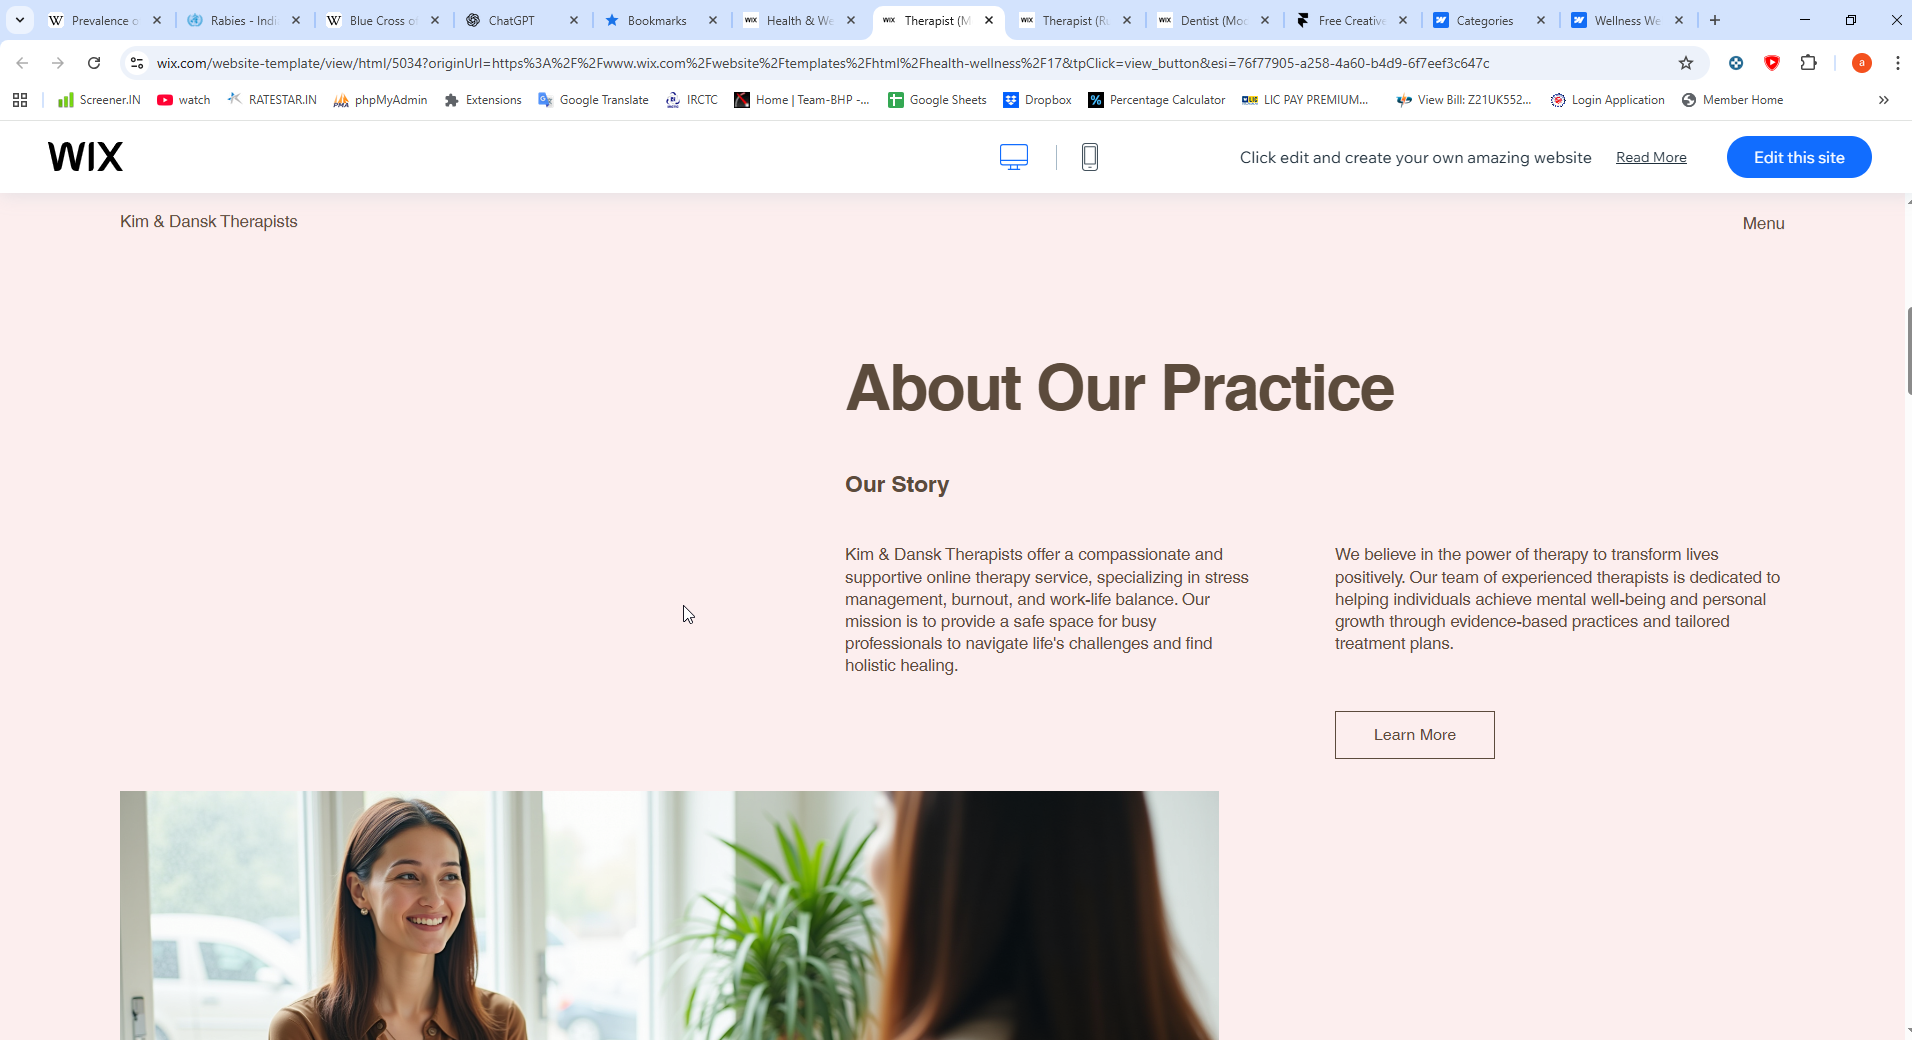 Prevalence o
Rabies - Indi
Blue Cross o
ChatGPT
Bookmarks
Health & We
Therapist (M
Therapist (Ru
Dentist (Moc
Free Creative
Categories
Wellness We
wix.com/website-template/view/html/5034?originUrl=https%3A%2F%2Fwww.wix.com%2Fwebsite%2Ftemplates%2Fhtml%2Fhealth-wellness%2F17&tpClick=view_button&esi=76f77905-a258-4a60-b4d9-6f7eef3c647c
a
Screener.IN
watch
RATESTAR.IN
phpMyAdmin
Extensions
Google Translate
IRCTC
Home | Team-BHP -...
Google Sheets
Dropbox
Percentage Calculator
LIC PAY PREMIUM...
View Bill: Z21UK552...
Login Application
Member Home
WIX
Click edit and create your own amazing website
Read More
Edit this site
Kim & Dansk Therapists
Menu
About Our Practice
Our Story
Kim & Dansk Therapists offer a compassionate and
supportive online therapy service, specializing in stress
management, burnout, and work-life balance. Our
mission is to provide a safe space for busy
professionals to navigate life's challenges and find
holistic healing.
We believe in the power of therapy to transform lives
positively. Our team of experienced therapists is dedicated to
helping individuals achieve mental well-being and personal
growth through evidence-based practices and tailored
treatment plans.
Learn More